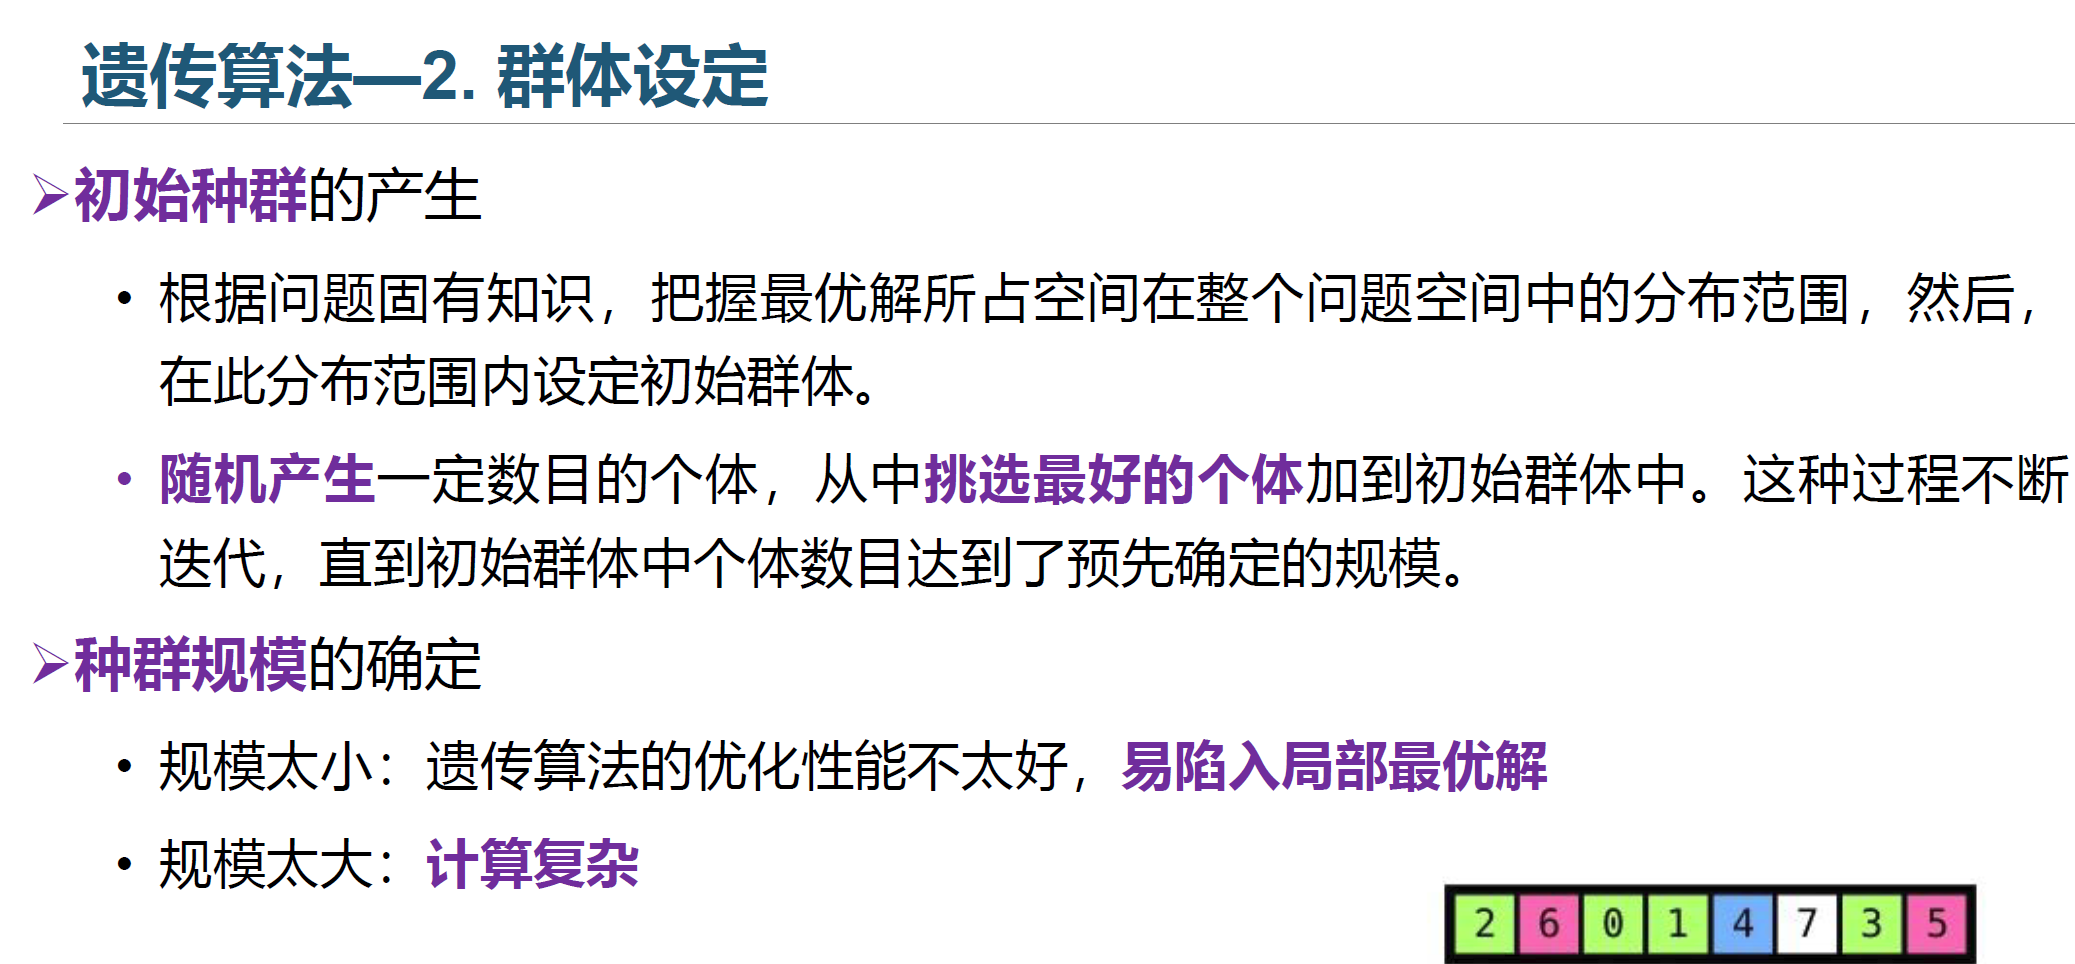 遗传算法—2. 群体设定
➢初始种群的产生
• 根据问题固有知识，把握最优解所占空间在整个问题空间中的分布范围，然后，
在此分布范围内设定初始群体。
• 随机产生一定数目的个体，从中挑选最好的个体加到初始群体中。这种过程不断
迭代，直到初始群体中个体数目达到了预先确定的规模。
➢种群规模的确定
• 规模太小：遗传算法的优化性能不太好，易陷入局部最优解
• 规模太大：计算复杂
2 6 0 1 4 7 3 5